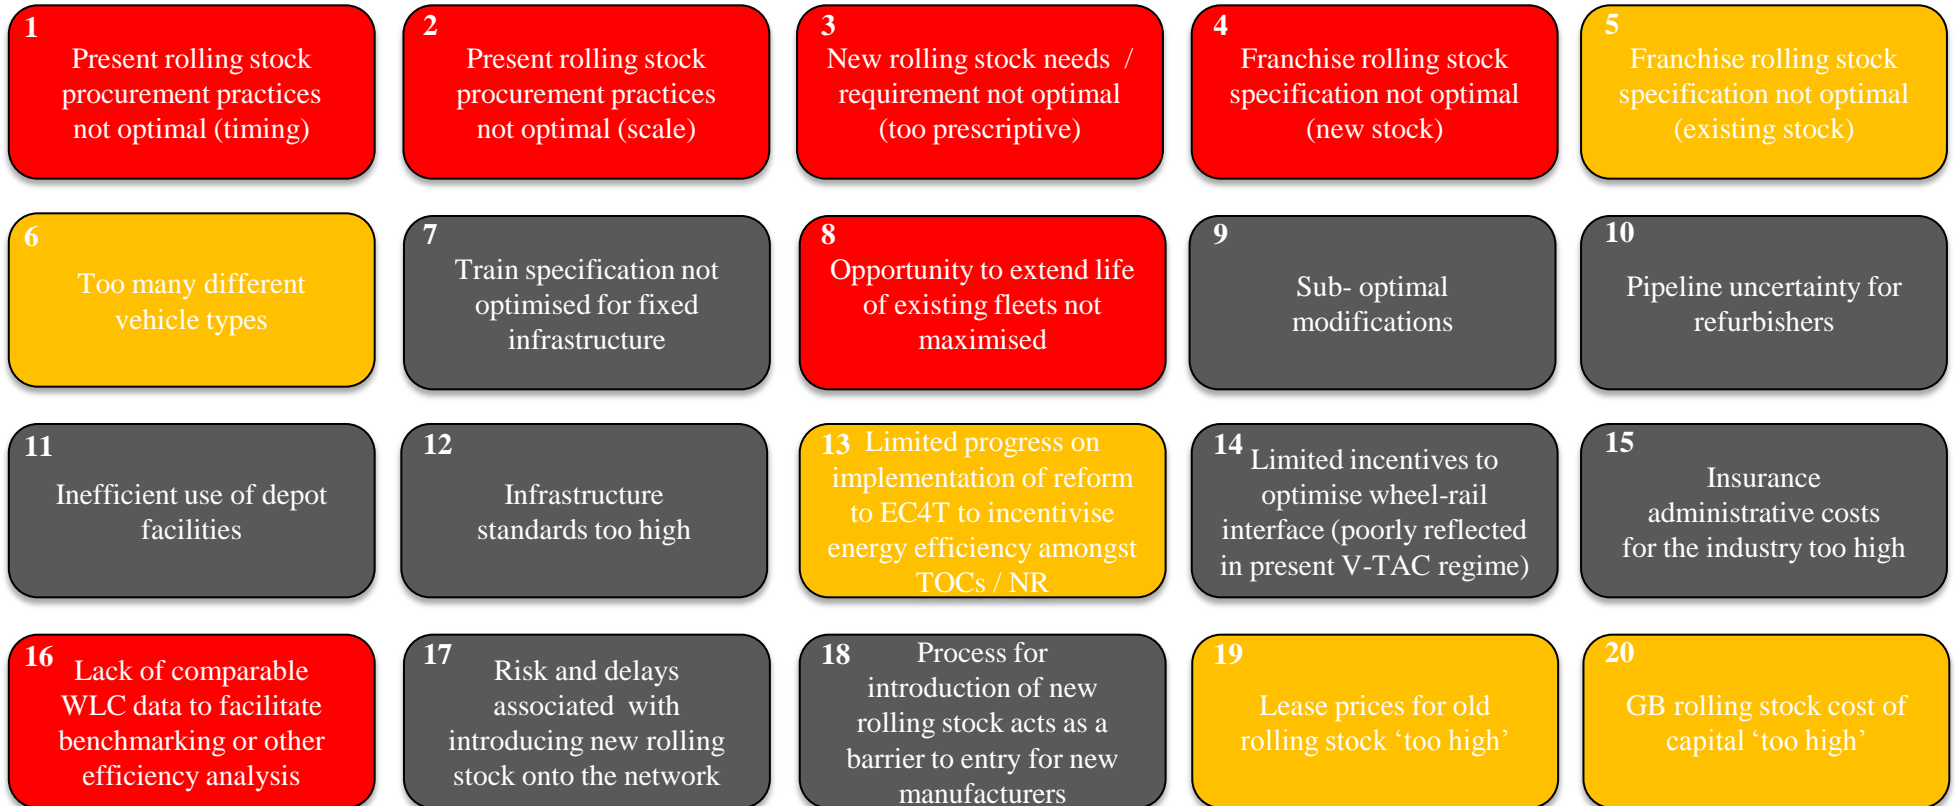 1
Present rolling stock
procurement practices
not optimal (timing)
2
Present rolling stock
procurement practices
not optimal (scale)
3
New rolling stock needs /
requirement not optimal
(too prescriptive)
4
Franchise rolling stock
specification not optimal
(new stock)
5
Franchise rolling stock
specification not optimal
(existing stock)
6
Too many different
vehicle types
7
Train specification not
optimised for fixed
infrastructure
8
Opportunity to extend life
of existing fleets not
maximised
9
Sub- optimal
modifications
10
Pipeline uncertainty for
refurbishers
11
Inefficient use of depot
facilities
12
Infrastructure
standards too high
13
Limited progress on
implementation of reform
to EC4T to incentivise
energy efficiency amongst
TOCs / NR
14
Limited incentives to
optimise wheel-rail
interface (poorly reflected
in present V-TAC regime)
15
Insurance
administrative costs
for the industry too high
16
Lack of comparable
WLC data to facilitate
benchmarking or other
efficiency analysis
17
Risk and delays
associated with
introducing new rolling
stock onto the network
18
Process for
introduction of new
rolling stock acts as a
barrier to entry for new
manufacturers
19
Lease prices for old
rolling stock ‘too high’
20
GB rolling stock cost of
capital ‘too high’